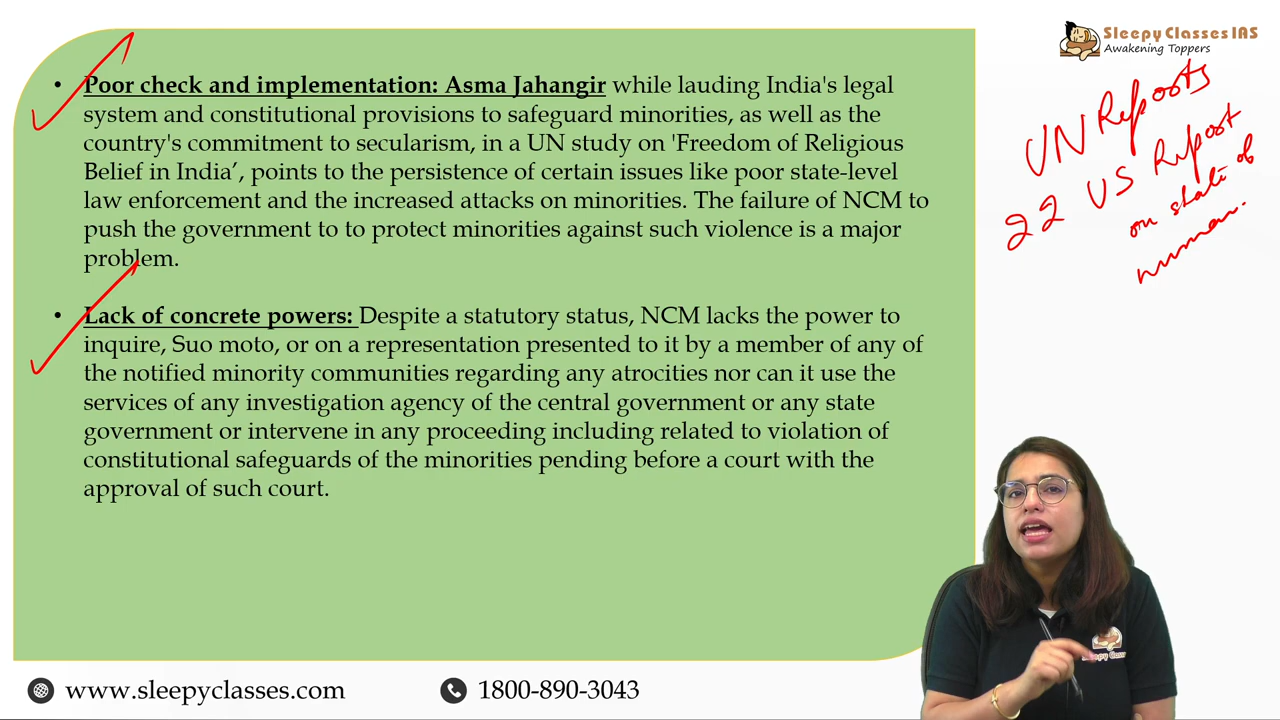 Sleepy Classes IAS
Awakening Toppers
• Poor check and implementation: Asma Jahangir while lauding India's legal
system and constitutional provisions to safeguard minorities, as well as the
country's commitment to secularism, in a UN study on 'Freedom of Religious
Belief in India’, points to the persistence of certain issues like poor state-level
law enforcement and the increased attacks on minorities. The failure of NCM to
push the government to to protect minorities against such violence is a major
problem.
• Lack of concrete powers: Despite a statutory status, NCM lacks the power to
inquire, Suo moto, or on a representation presented to it by a member of any of
the notified minority communities regarding any atrocities nor can it use the
services of any investigation agency of the central government or any state
government or intervene in any proceeding including related to violation of
constitutional safeguards of the minorities pending before a court with the
approval of such court.
UN Reports
22 US Report
on state of
human.
Sleepy Class
www.sleepyclasses.com
1800-890-3043